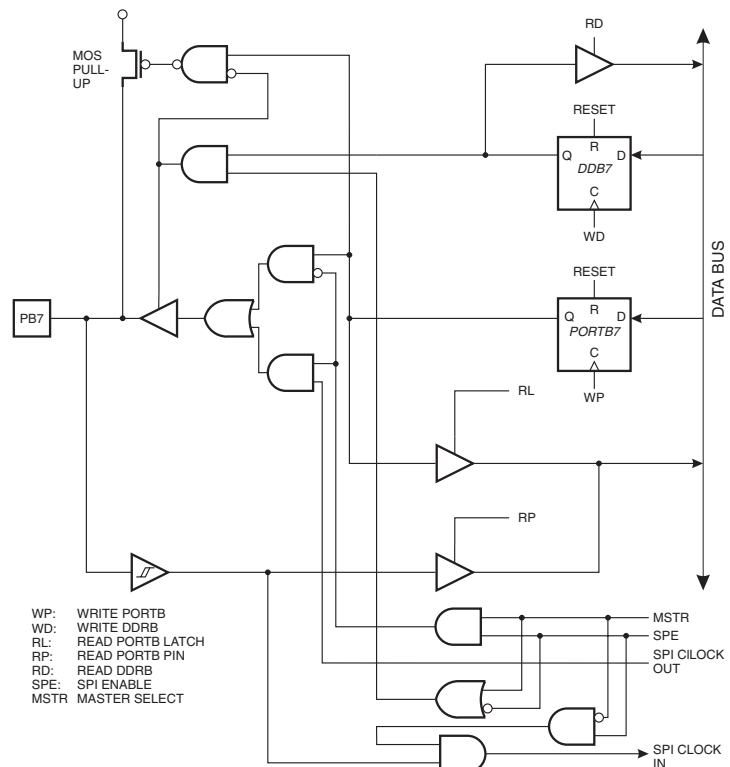 RD
MOS
PULL-
UP
RESET
R
Q
D
DDB7
C
WD
RESET
R
Q
D
PORTB7
C
WP
DATA BUS
PB7
RL
RP
WP: WRITE PORTB
WD: WRITE DDRB
RL: READ PORTB LATCH
RP: READ PORTB PIN
RD: READ DDRB
SPE: SPI ENABLE
MSTR MASTER SELECT
MSTR
SPE
SPI CILOCK
OUT
SPI CLOCK
IN